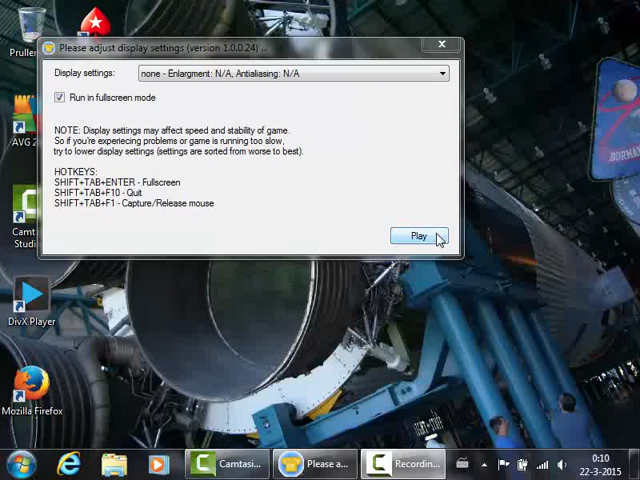 Prulle
Please adjust display settings (version 1.0.0.24) ...
Display settings:
none - Enlargment: N/A, Antialiasing: N/A
Run in fullscreen mode
NOTE: Display settings may affect speed and stability of game.
So if you're experiencing problems or game is running too slow,
try to lower display settings (settings are sorted from worse to best).
HOTKEYS:
SHIFT+TAB+ENTER - Fullscreen
SHIFT+TAB+F10 - Quit
SHIFT+TAB+F1 - Capture/Release mouse
Play
AVG 2
Camtas
Studi
DivX Player
Mozilla Firefox
Camtasi...
Please a...
Recordin...
0:10
22-3-2015